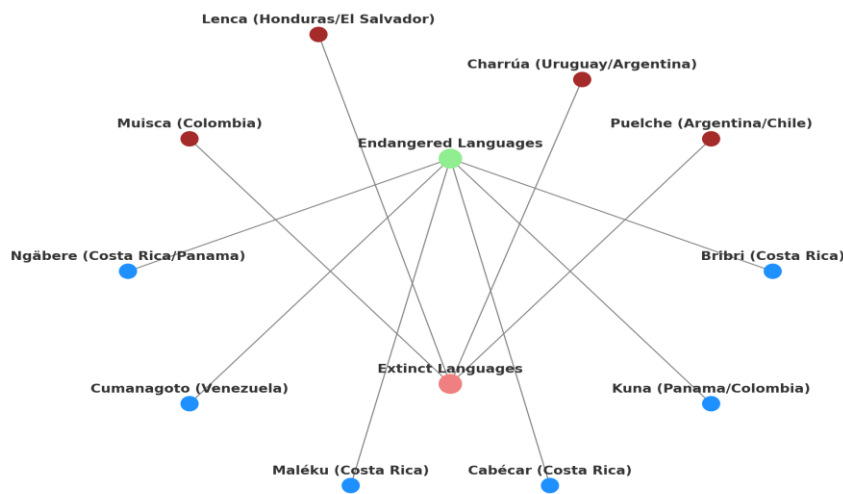 Lenca (Honduras/El Salvador)
Charrúa (Uruguay/Argentina)
Muisca (Colombia)
Puelche (Argentina/Chile)
Endangered Languages
Ngäbere (Costa Rica/Panama)
Bribri (Costa Rica)
Extinct Languages
Cumanagoto (Venezuela)
Kuna (Panama/Colombia)
Maléku (Costa Rica)
Cabécar (Costa Rica)